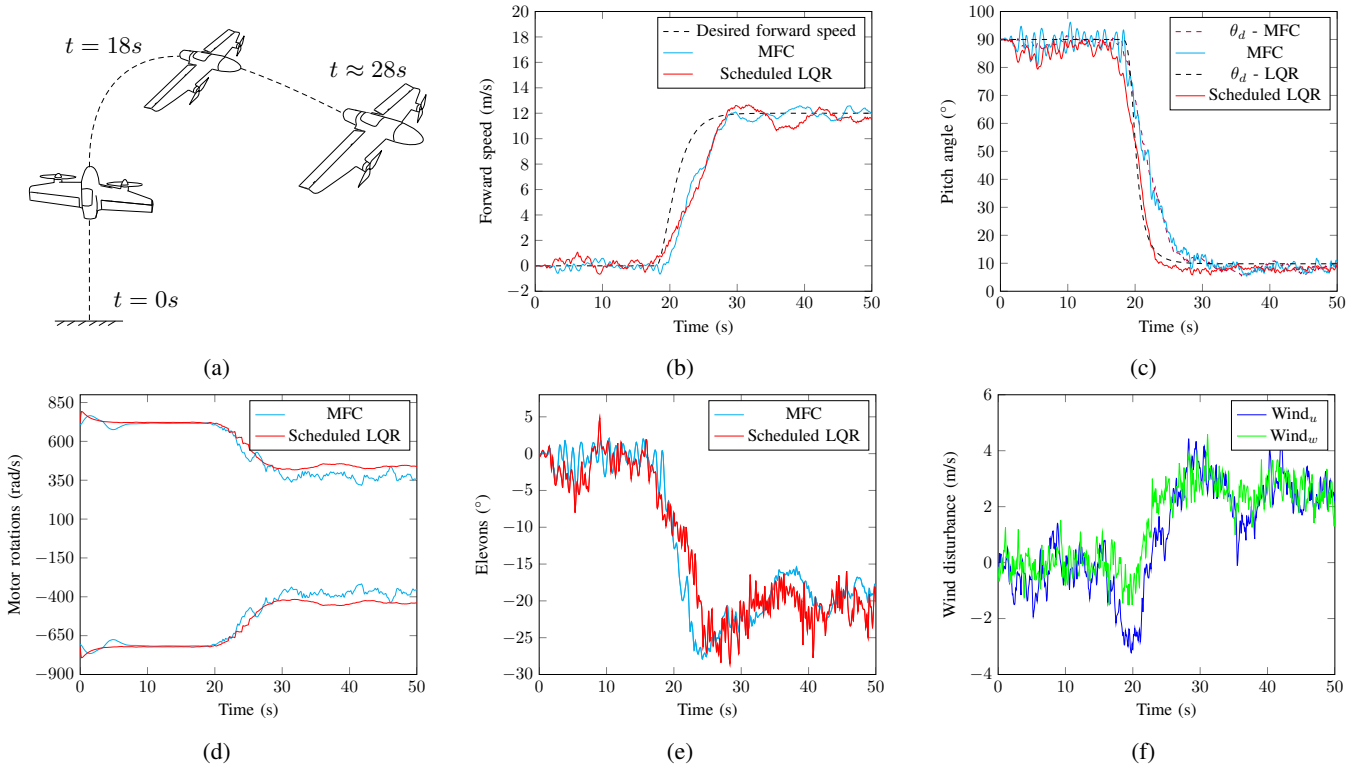 t = 18s
t ≈ 28s
t = 0s
(a)
20
18
16
14
12
10
8
6
4
2
0
−2
0 10 20 30 40 50
Forward speed (m/s)
Time (s)
Desired forward speed
MFC
Scheduled LQR
(b)
100
90
80
70
60
50
40
30
20
10
0
0 10 20 30 40 50
Pitch angle (°)
Time (s)
θd - MFC
MFC
θd - LQR
Scheduled LQR
(c)
850
600
350
100
−150
−400
−650
−900
0 10 20 30 40 50
Motor rotations (rad/s)
Time (s)
MFC
Scheduled LQR
(d)
5
0
−5
−10
−15
−20
−25
−30
0 10 20 30 40 50
Elevons (°)
Time (s)
MFC
Scheduled LQR
(e)
6
4
2
0
−2
−4
0 10 20 30 40 50
Wind disturbance (m/s)
Time (s)
Windu
Windw
(f)